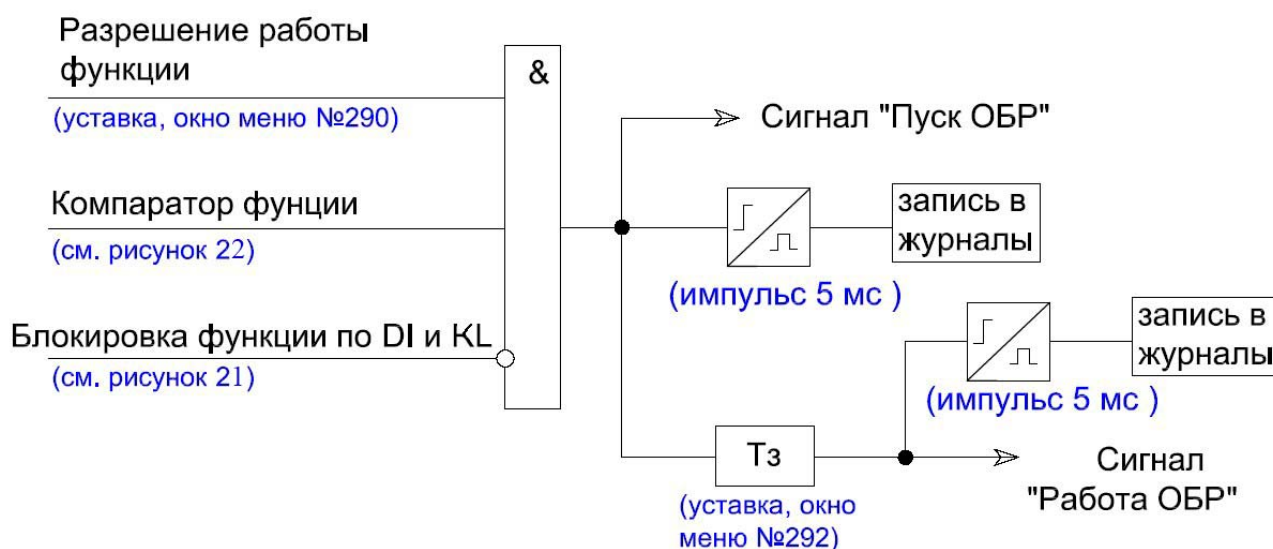 Разрешение работы
функции
(уставка, окно меню №290)
&
Сигнал "Пуск ОБР"
Компаратор фунции
(см. рисунок 22)
запись в
журналы
(импульс 5 мс )
Блокировка функции по DI и KL
(см. рисунок 21)
запись в
журналы
(импульс 5 мс )
Тз
(уставка, окно
меню №292)
Сигнал
"Работа ОБР"